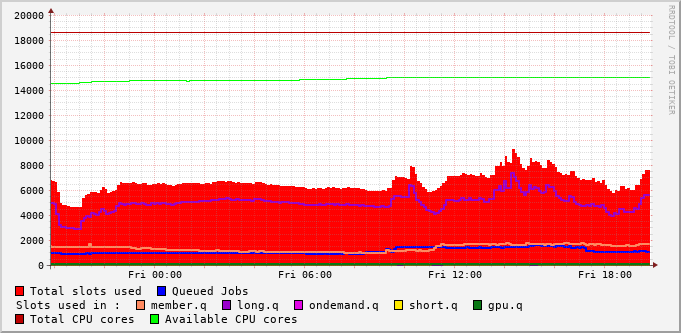 20000
18000
16000
14000
12000
10000
8000
6000
4000
2000
0
Fri 00:00 Fri 06:00 Fri 12:00 Fri 18:00
RRDTOOL / TOBI OETIKER
Total slots used Queued Jobs
Slots used in : member.q long.q ondemand.q short.q gpu.q
Total CPU cores Available CPU cores